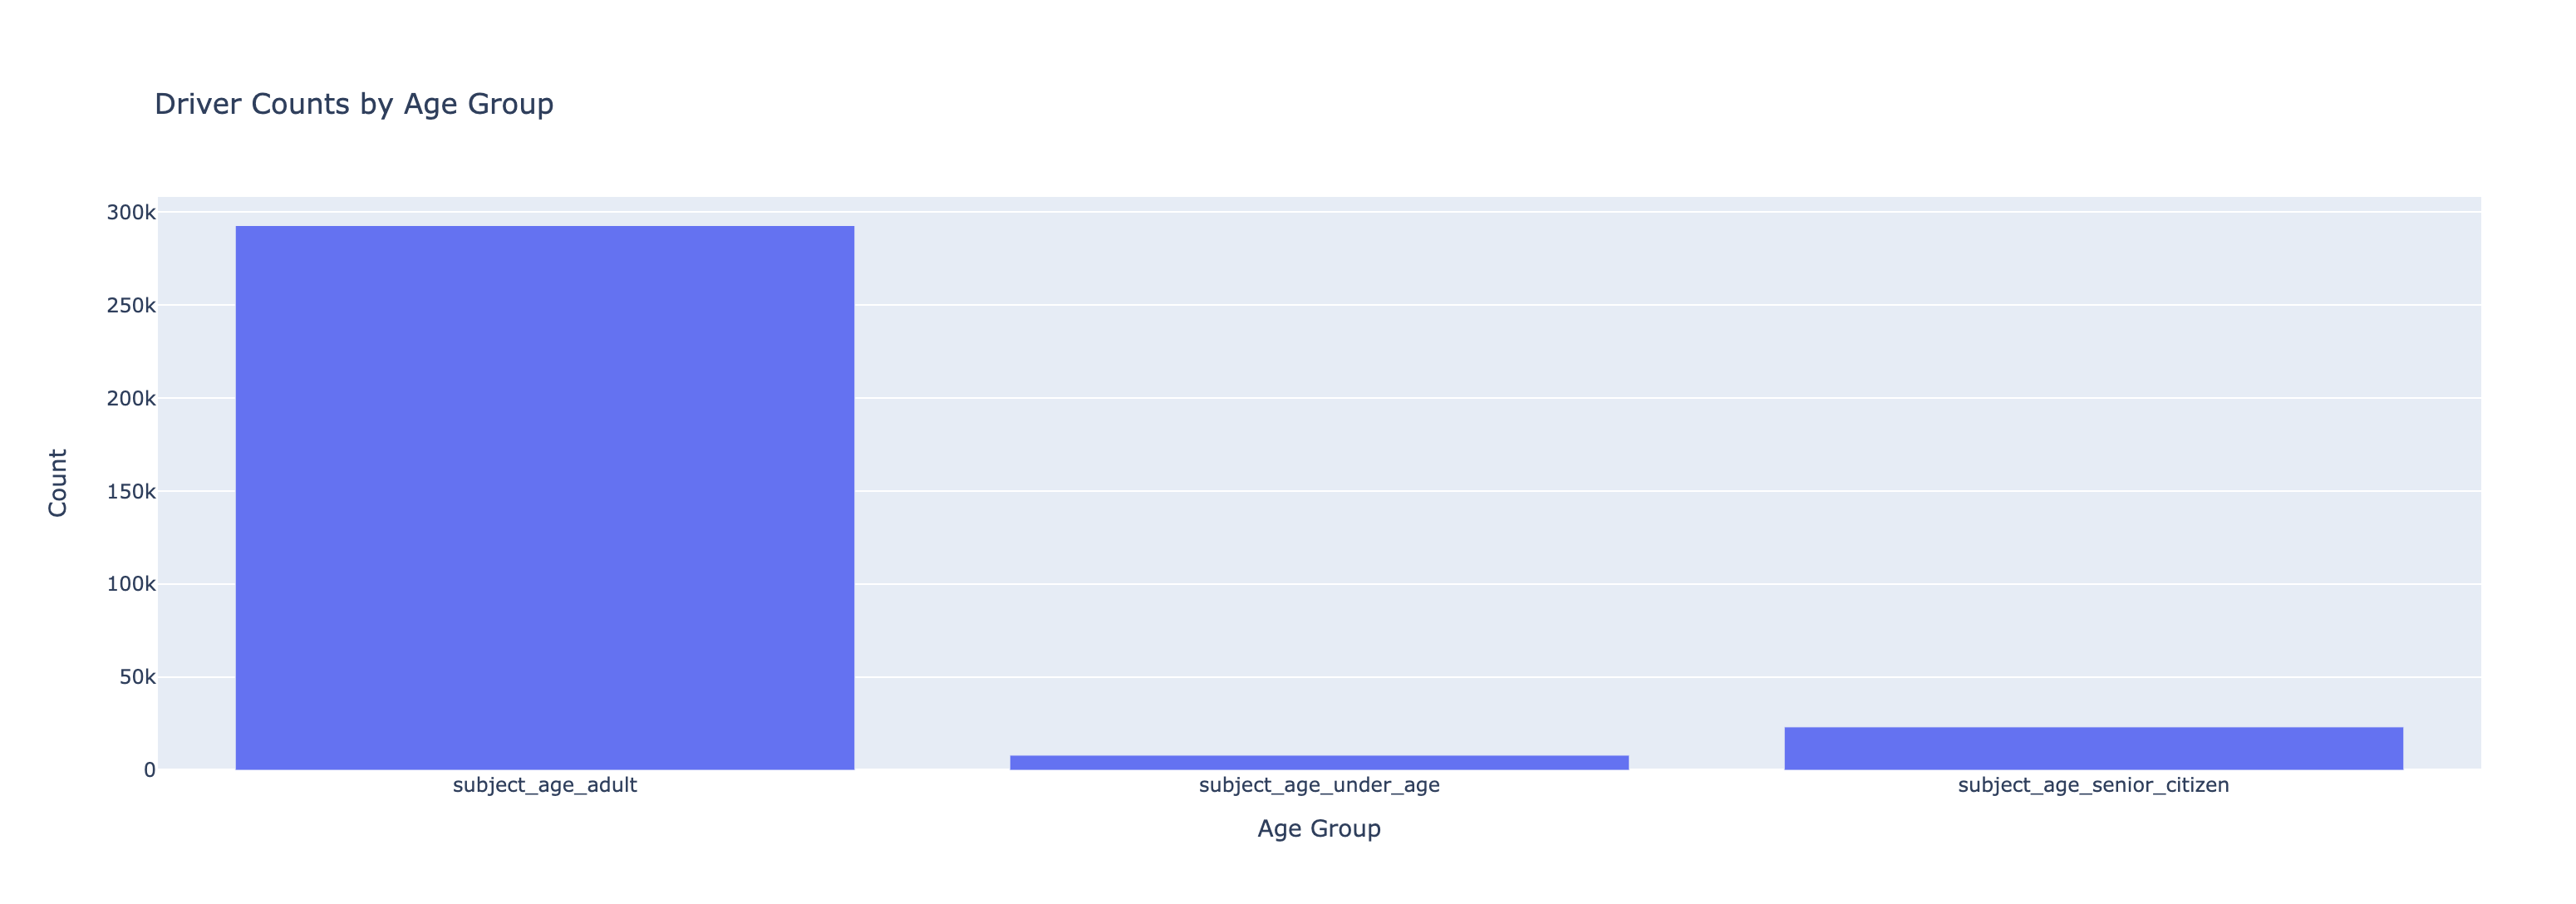 Driver Counts by Age Group
300k
250k
200k
150k
100k
50k
0
Count
subject_age_adult
subject_age_under_age
subject_age_senior_citizen
Age Group